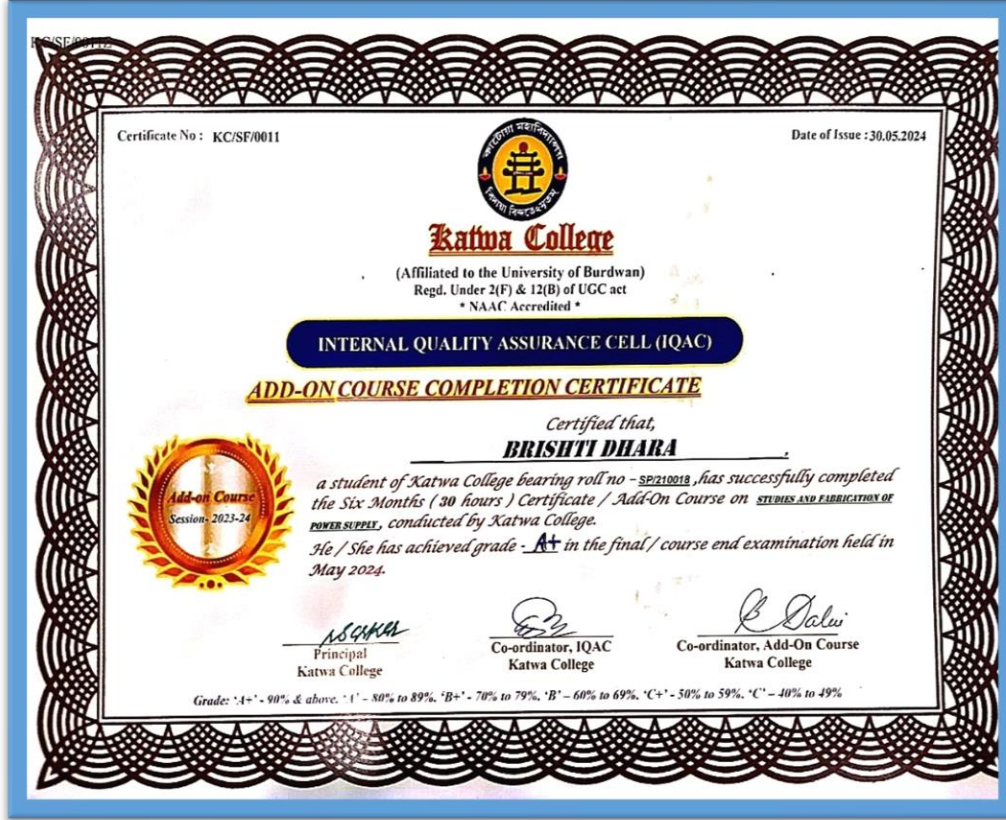 Certificate No : KC/SF/0011
Date of Issue :30.05.2024
কাটোয়া মহাবিদ্যালয়
Katwa College
(Affiliated to the University of Burdwan)
Regd. Under 2(F) & 12(B) of UGC act
* NAAC Accredited *
INTERNAL QUALITY ASSURANCE CELL (IQAC)
ADD-ON COURSE COMPLETION CERTIFICATE
Certified that,
BRISHTI DHARA.
a student of Katwa College bearing roll no - SP/210018 ,has successfully completed
the Six Months ( 30 hours ) Certificate / Add-On Course on STUDIES AND FABRICATION OF
POWER SUPPLY, conducted by Katwa College.
He / She has achieved grade - A+ in the final / course end examination held in
May 2024.
Add-on Course
Session- 2023-24
Principal
Katwa College
Co-ordinator, IQAC
Katwa College
Dalui
Co-ordinator, Add-On Course
Katwa College
Grade: 'A+' - 90% & above, 'A' – 80% to 89%, 'B+' - 70% to 79%, 'B' – 60% to 69%, 'C+' - 50% to 59%, 'C' – 40% to 49%